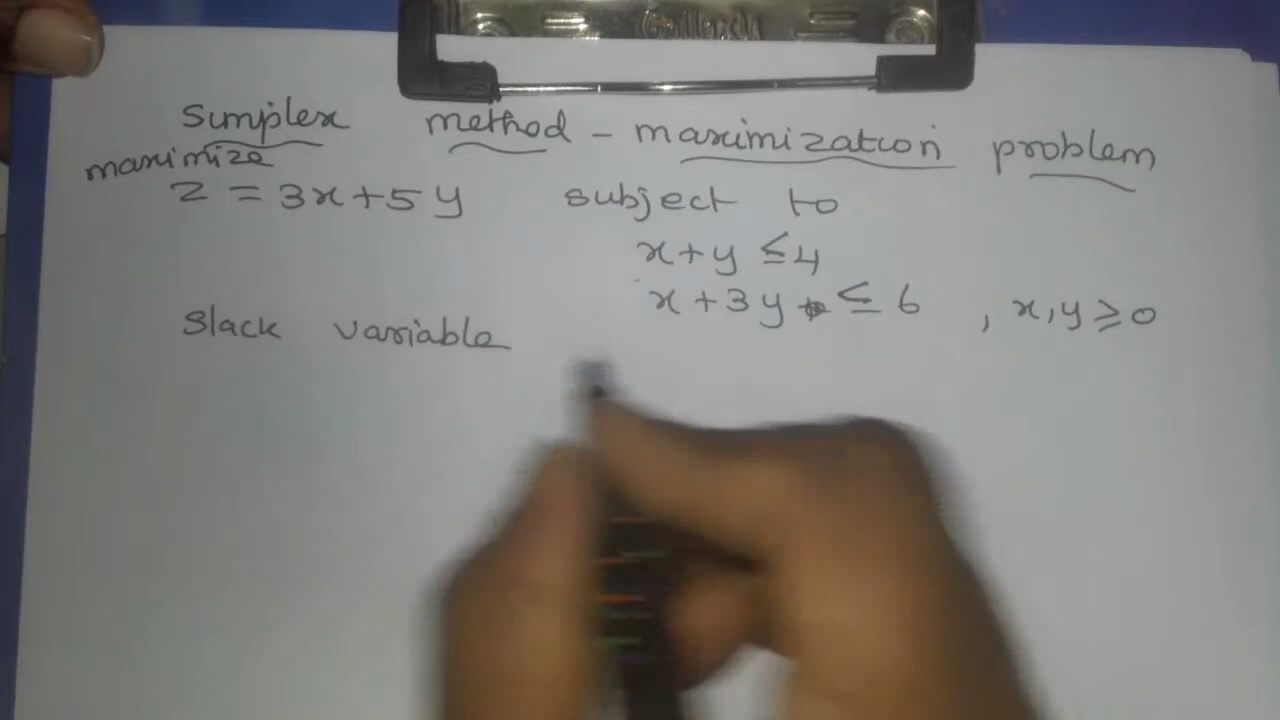 Simplex method - maximization problem
maximize
Z = 3x+5y subject to
x+y ≤4
x+3y ≤ 6 , x,y ≥ 0
Slack variable